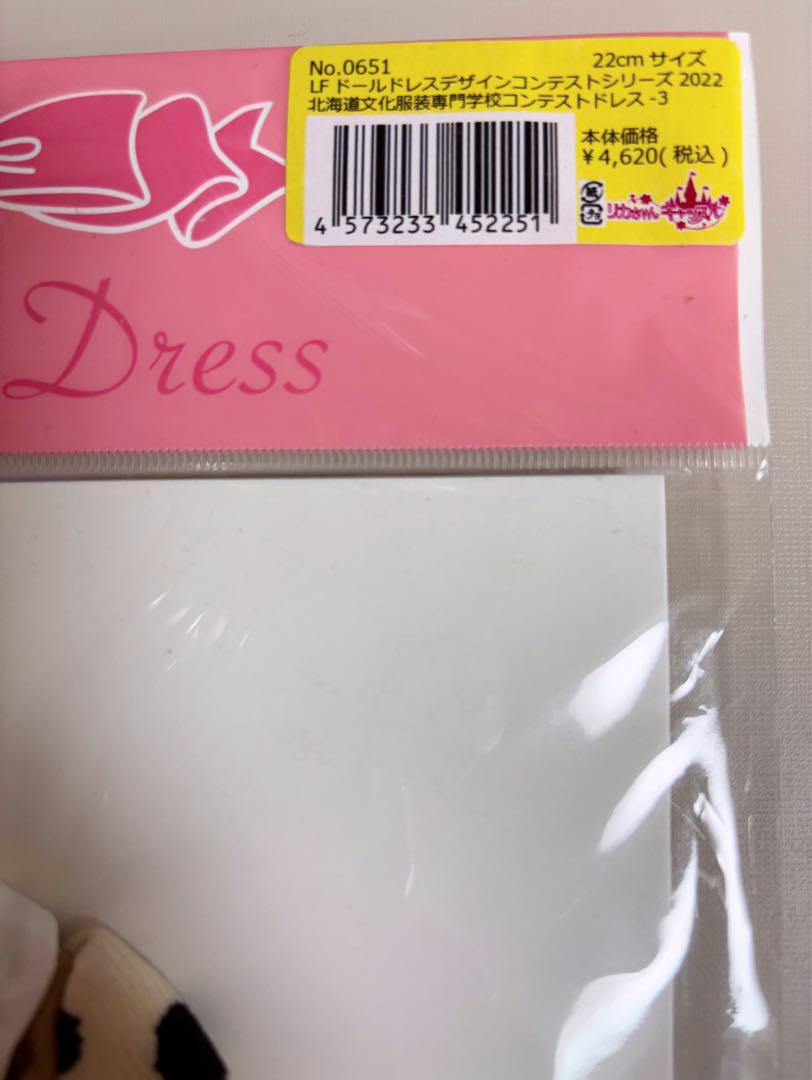 No.0651 22cm サイズ
LF ドールドレスデザインコンテストシリーズ 2022
北海道文化服装専門学校コンテストドレス -3
本体価格
¥ 4,620( 税込 )
4 573233 452251
紙
プラ
リカちゃん キャッスル
Dress